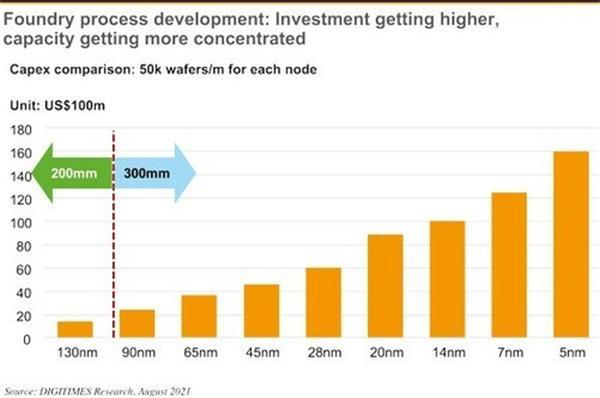 Foundry process development: Investment getting higher,
capacity getting more concentrated
Capex comparison: 50k wafers/m for each node
Unit: US$100m
180
160
140
120
100
80
60
40
20
0
200mm
300mm
130nm 90nm 65nm 45nm 28nm 20nm 14nm 7nm 5nm
Source: DIGITIMES Research, August 2021